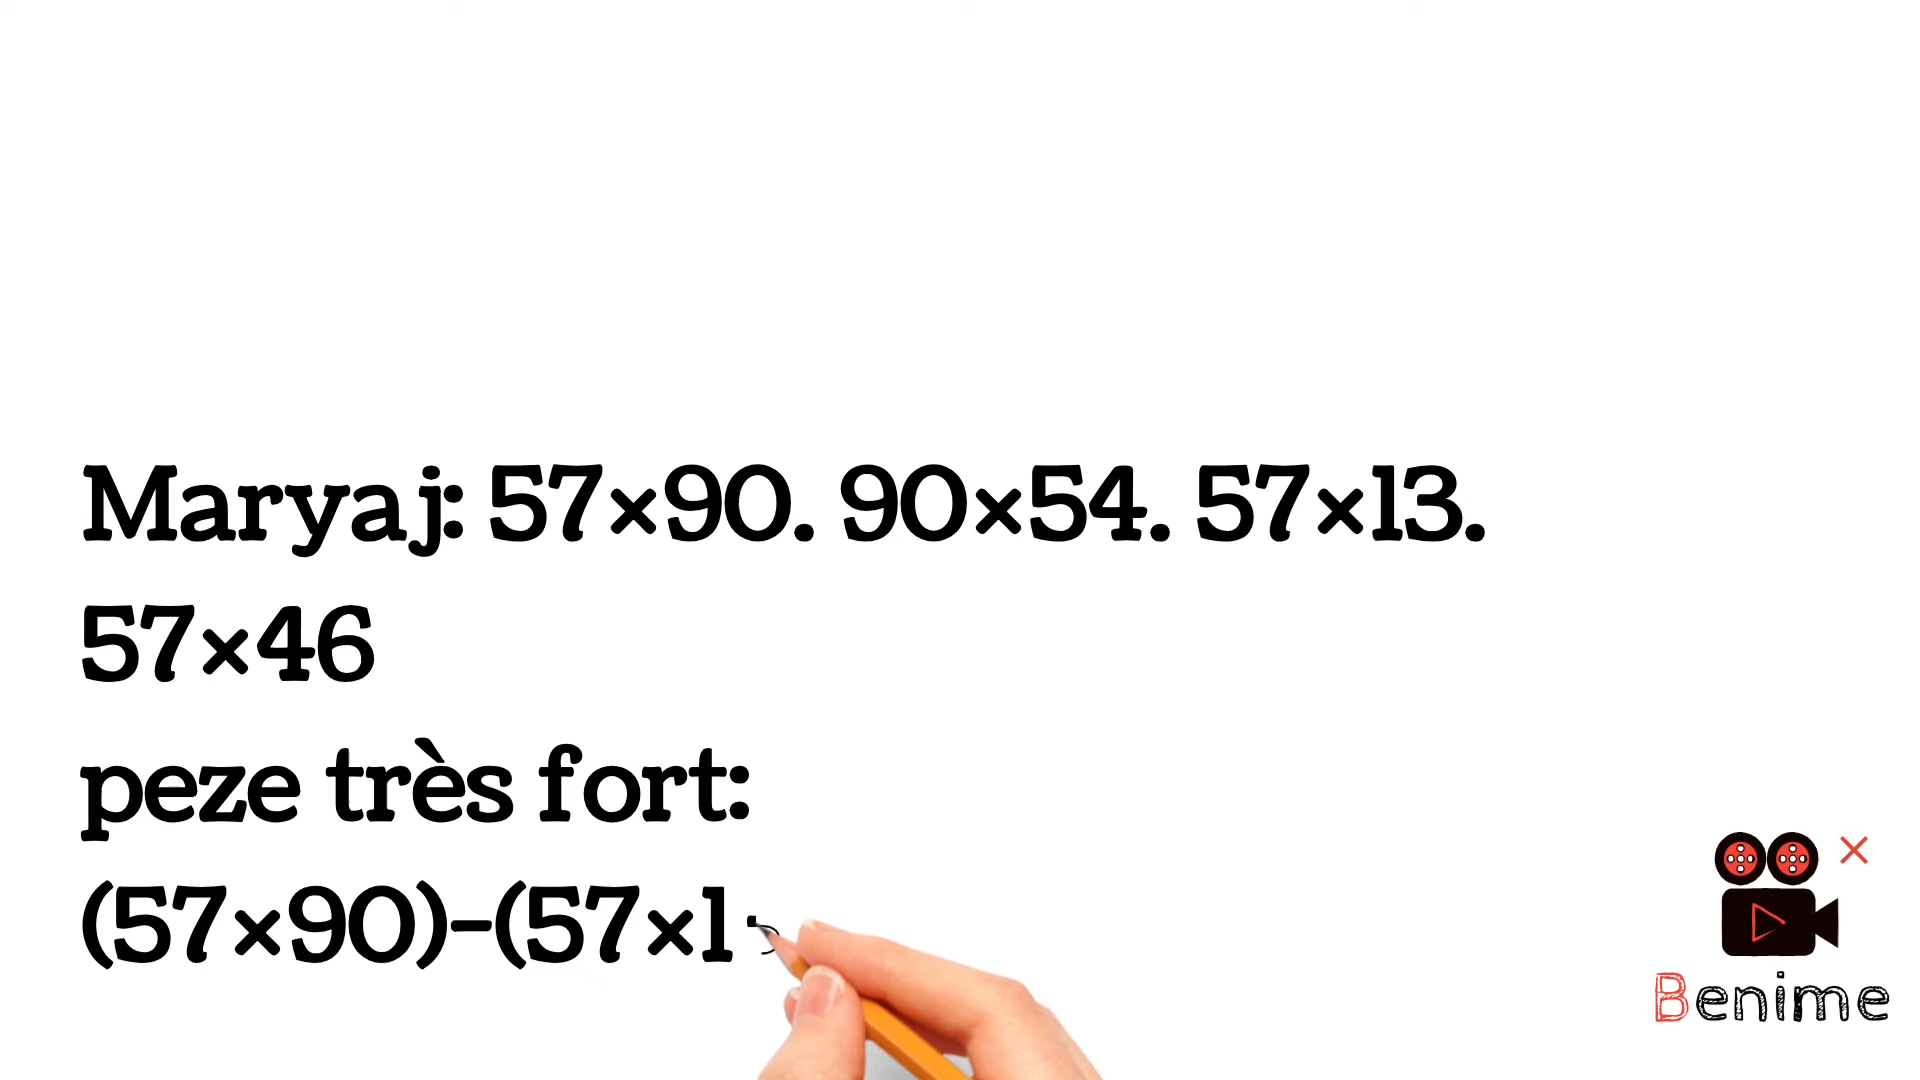 Maryaj: 57×90. 90×54. 57×13.
57×46
peze très fort:
(57×90)-(57×1
Benime